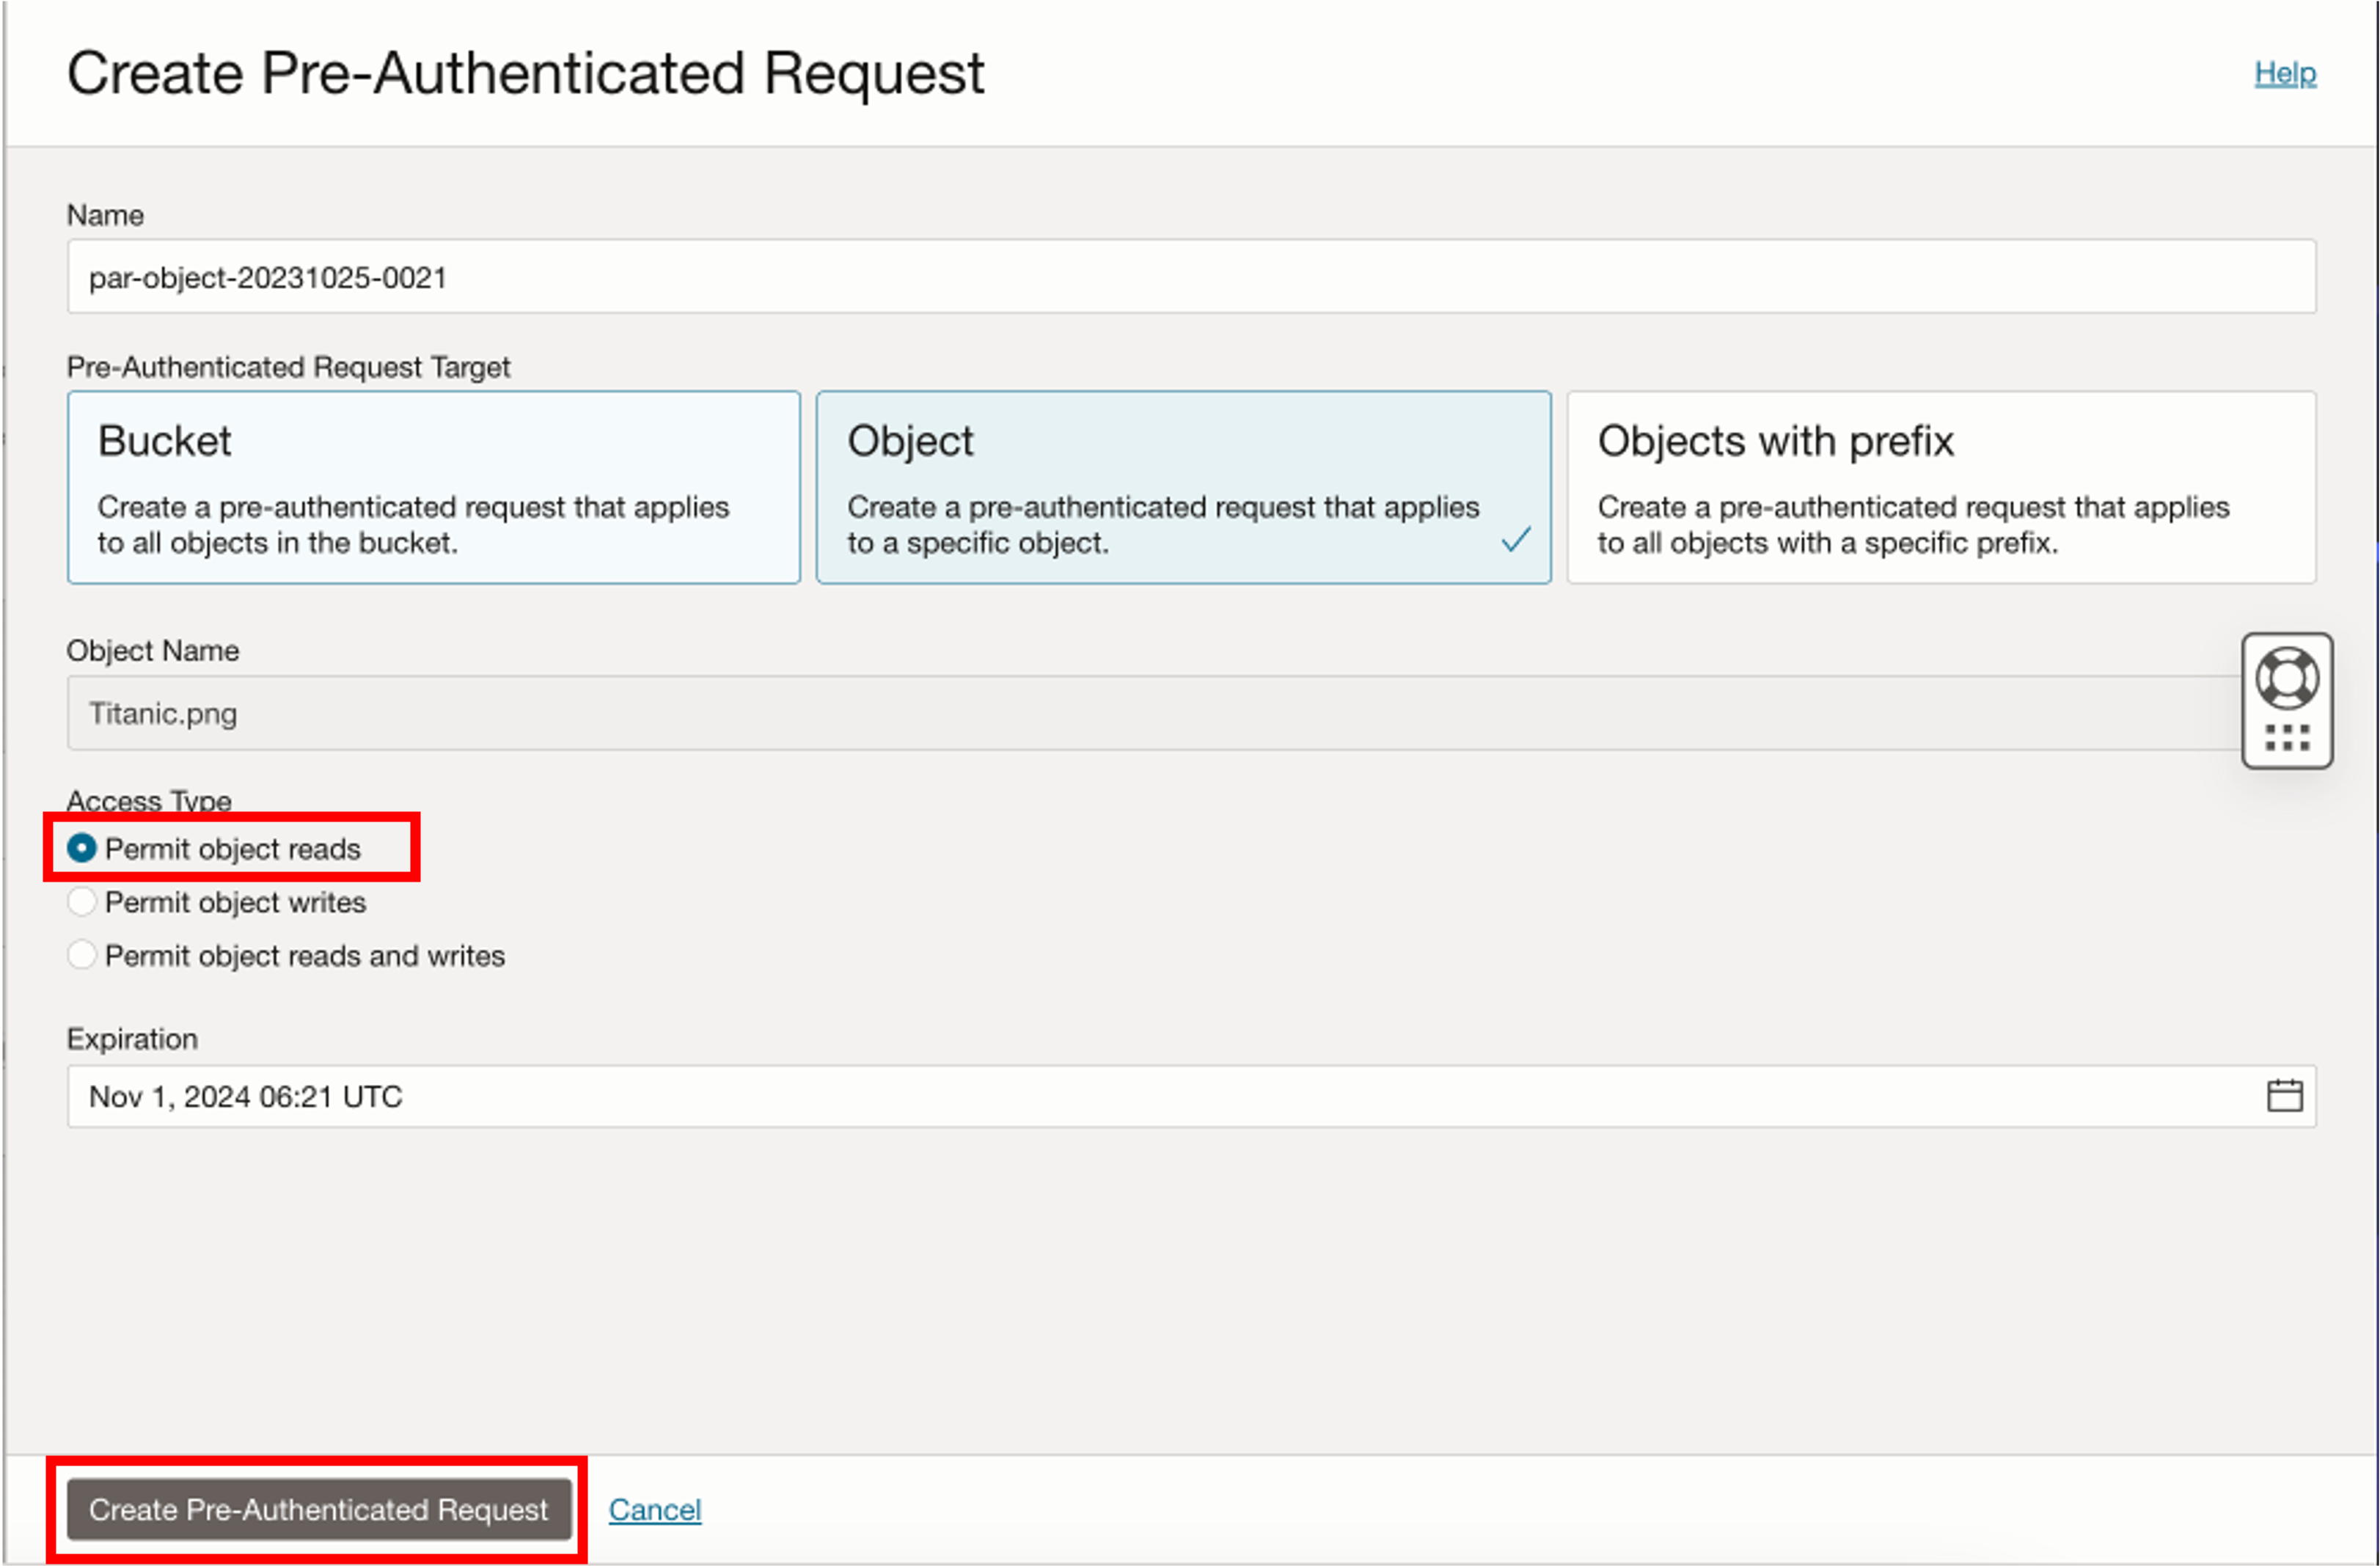 Create Pre-Authenticated Request
Help
Name
par-object-20231025-0021
Pre-Authenticated Request Target
Bucket
Create a pre-authenticated request that applies
to all objects in the bucket.
Object
Create a pre-authenticated request that applies
to a specific object.
Objects with prefix
Create a pre-authenticated request that applies
to all objects with a specific prefix.
Object Name
Titanic.png
Access Type
Permit object reads
Permit object writes
Permit object reads and writes
Expiration
Nov 1, 2024 06:21 UTC
Create Pre-Authenticated Request
Cancel